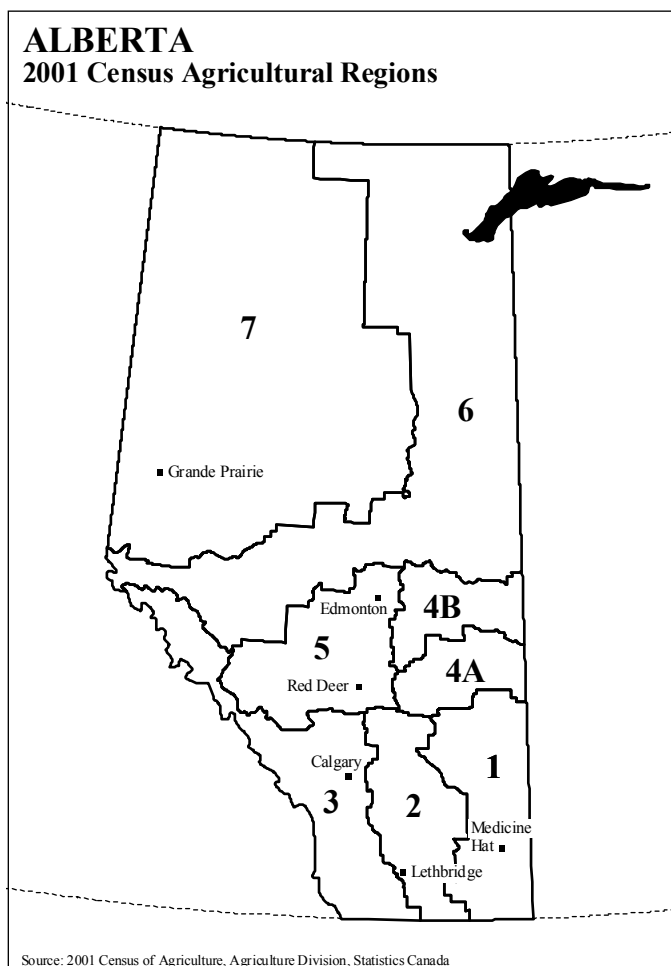 ALBERTA
2001 Census Agricultural Regions
7
6
Grande Prairie
Edmonton
4B
5
4A
Red Deer
Calgary
1
3
2
Medicine
Hat
Lethbridge
Source: 2001 Census of Agriculture, Agriculture Division, Statistics Canada